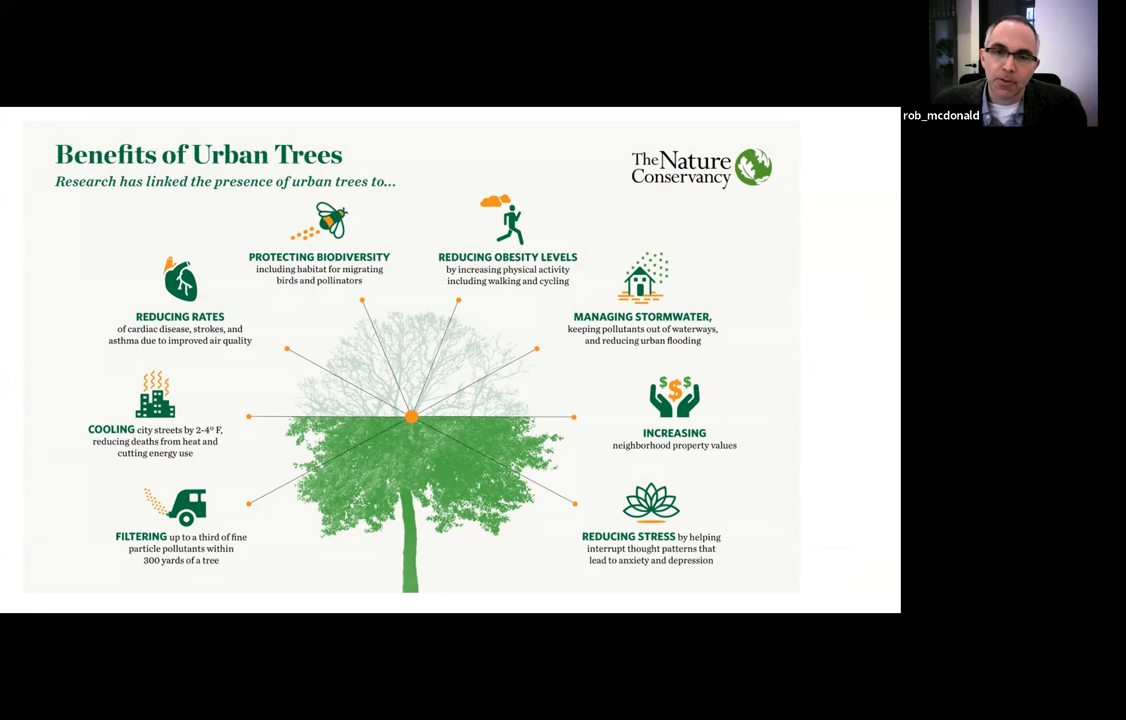 Benefits of Urban Trees
Research has linked the presence of urban trees to...
The Nature
Conservancy
rob_mcdonald
PROTECTING BIODIVERSITY
including habitat for migrating
birds and pollinators
REDUCING OBESITY LEVELS
by increasing physical activity
including walking and cycling
REDUCING RATES
of cardiac disease, strokes, and
asthma due to improved air quality
MANAGING STORMWATER,
keeping pollutants out of waterways,
and reducing urban flooding
COOLING city streets by 2-4° F,
reducing deaths from heat and
cutting energy use
$ $ $
INCREASING
neighborhood property values
FILTERING up to a third of fine
particle pollutants within
300 yards of a tree
REDUCING STRESS by helping
interrupt thought patterns that
lead to anxiety and depression